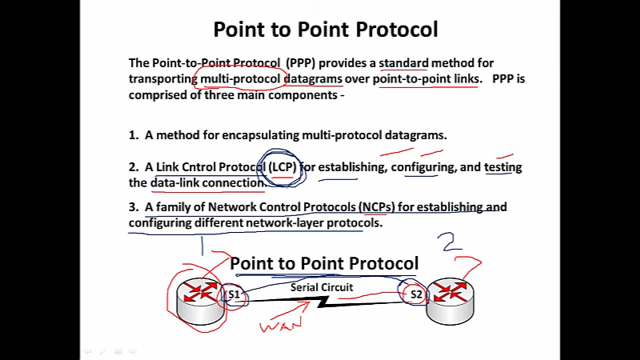 Point to Point Protocol
The Point-to-Point Protocol (PPP) provides a standard method for
transporting multi-protocol datagrams over point-to-point links. PPP is
comprised of three main components -
1. A method for encapsulating multi-protocol datagrams.
2. A Link Cntrol Protocol (LCP) for establishing, configuring, and testing
the data-link connection.
3. A family of Network Control Protocols (NCPs) for establishing and
configuring different network-layer protocols.
1
2
Point to Point Protocol
Serial Circuit
S1
S2
WAN